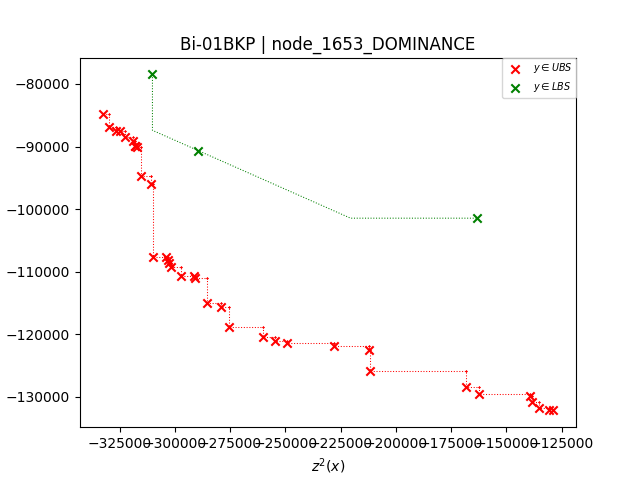 Bi-01BKP | node_1653_DOMINANCE
y ∈ UBS
y ∈ LBS
−80000
−90000
−100000
−110000
−120000
−130000
−325000 −300000 −275000 −250000 −225000 −200000 −175000 −150000 −125000
z²(x)